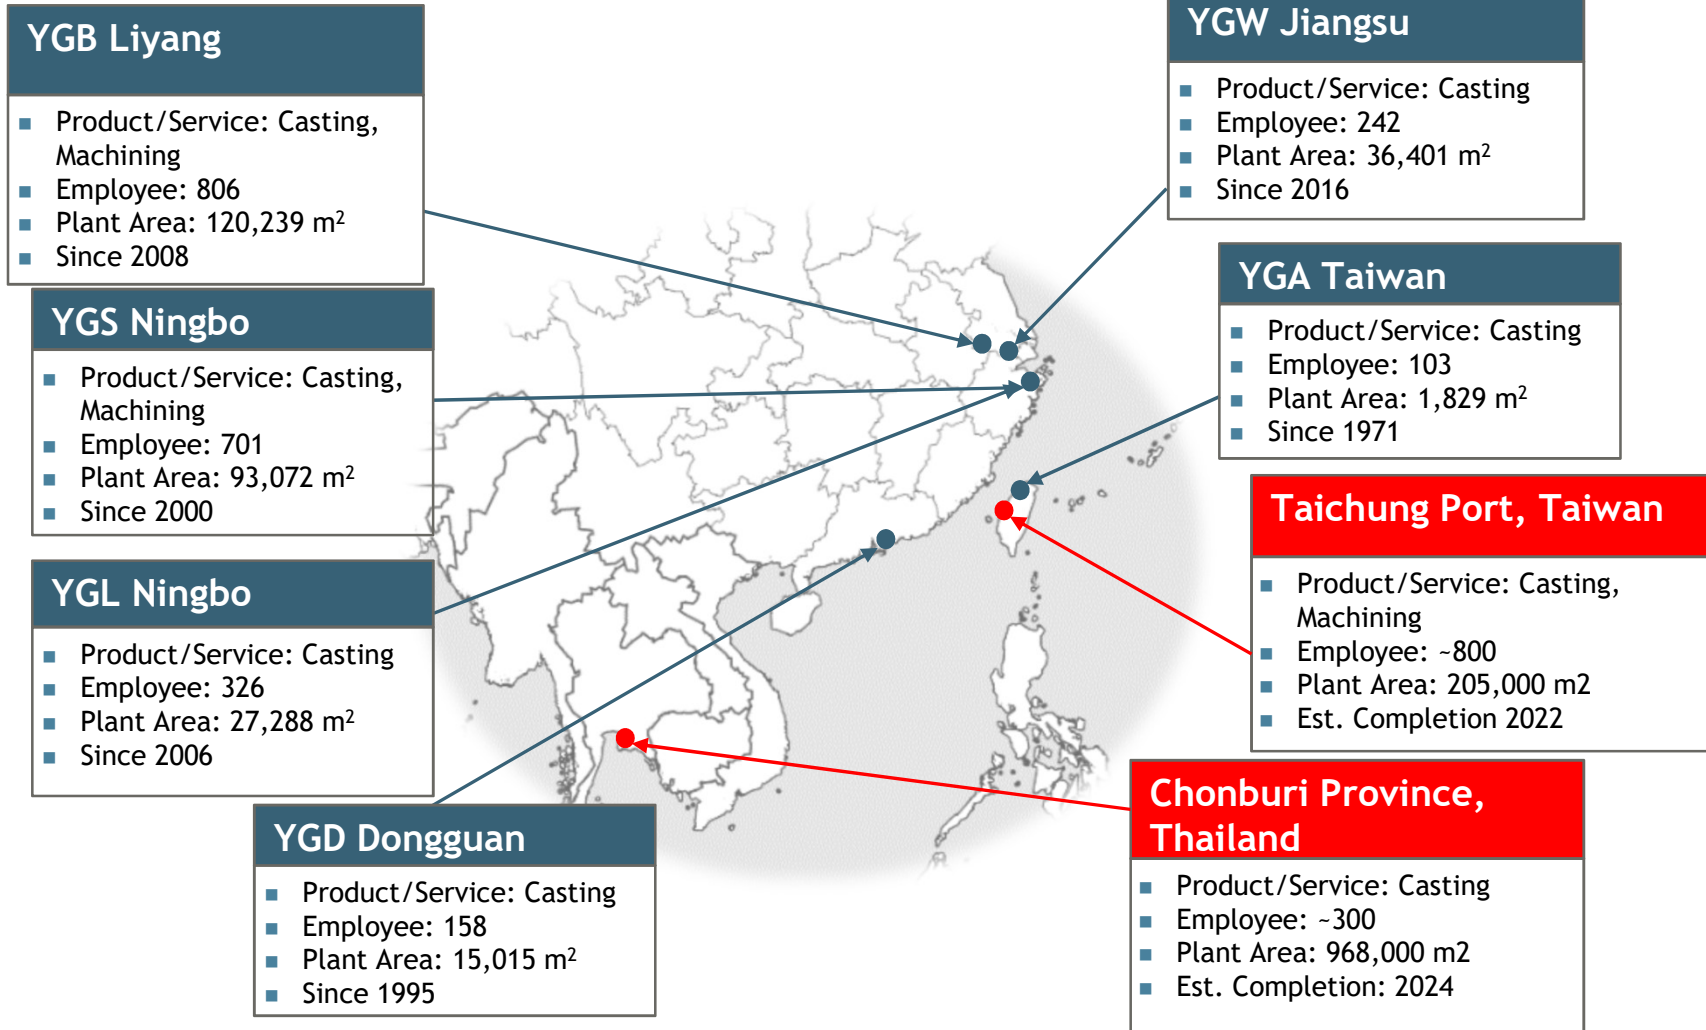 YGB Liyang
Product/Service: Casting,
Machining
Employee: 806
Plant Area: 120,239 m²
Since 2008
YGS Ningbo
Product/Service: Casting,
Machining
Employee: 701
Plant Area: 93,072 m²
Since 2000
YGL Ningbo
Product/Service: Casting
Employee: 326
Plant Area: 27,288 m²
Since 2006
YGD Dongguan
Product/Service: Casting
Employee: 158
Plant Area: 15,015 m²
Since 1995
YGW Jiangsu
Product/Service: Casting
Employee: 242
Plant Area: 36,401 m²
Since 2016
YGA Taiwan
Product/Service: Casting
Employee: 103
Plant Area: 1,829 m²
Since 1971
Taichung Port, Taiwan
Product/Service: Casting,
Machining
Employee: ~800
Plant Area: 205,000 m2
Est. Completion 2022
Chonburi Province,
Thailand
Product/Service: Casting
Employee: ~300
Plant Area: 968,000 m2
Est. Completion: 2024